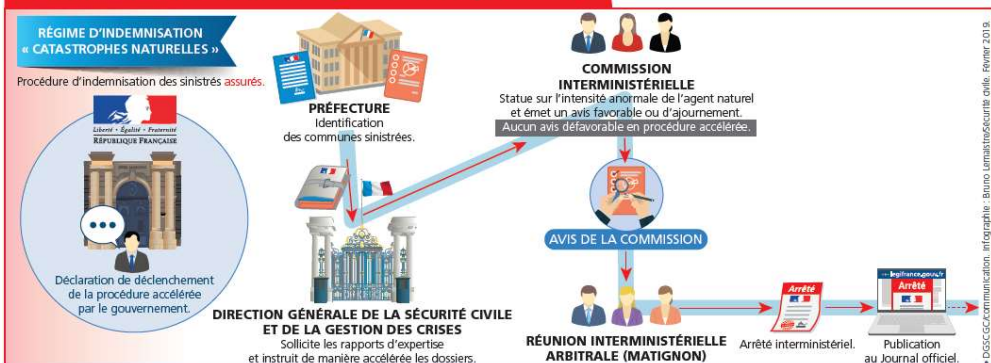 RÉGIME D'INDEMNISATION
« CATASTROPHES NATURELLES »
Procédure d'indemnisation des sinistrés assurés.
Liberté • Égalité • Fraternité
RÉPUBLIQUE FRANÇAISE
Déclaration de déclenchement
de la procédure accélérée
par le gouvernement.
PRÉFECTURE
Identification
des communes sinistrées.
DIRECTION GÉNÉRALE DE LA SÉCURITÉ CIVILE
ET DE LA GESTION DES CRISES
Sollicite les rapports d'expertise
et instruit de manière accélérée les dossiers.
COMMISSION
INTERMINISTÉRIELLE
Statue sur l'intensité anormale de l'agent naturel
et émet un avis favorable ou d'ajournement.
Aucun avis défavorable en procédure accélérée.
AVIS DE LA COMMISSION
RÉUNION INTERMINISTÉRIELLE
ARBITRALE (MATIGNON)
Arrêté
Arrêté interministériel.
legifrance.gouv.fr
Arrêté
Publication
au Journal officiel.
DGSCGC/communication. Infographie : Bruno Lemaistre/Sécurité civile. Février 2019.